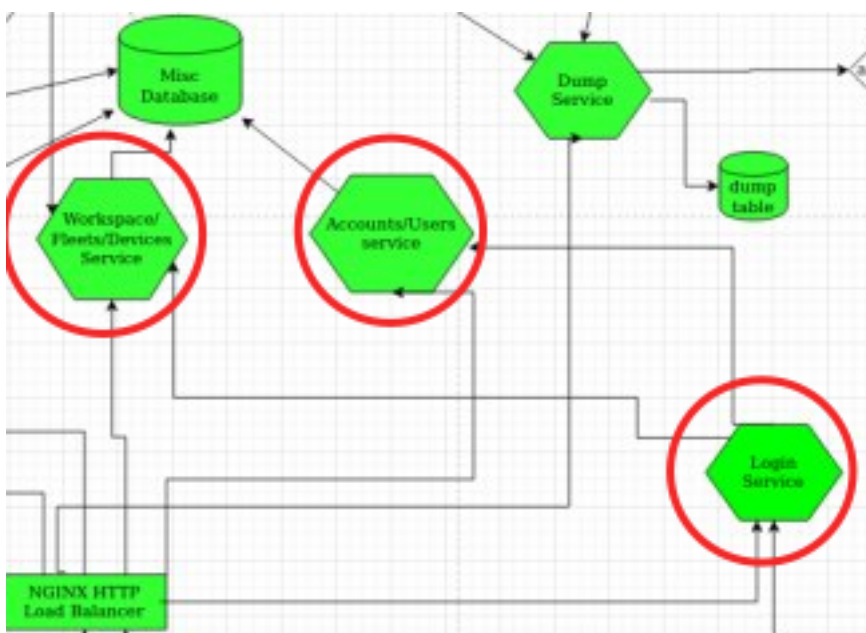 Misc
Database
Dump
Service
dump
table
Workspace/
Fleets/Devices
Service
Accounts/Users
service
Login
Service
NGINX HTTP
Load Balancer